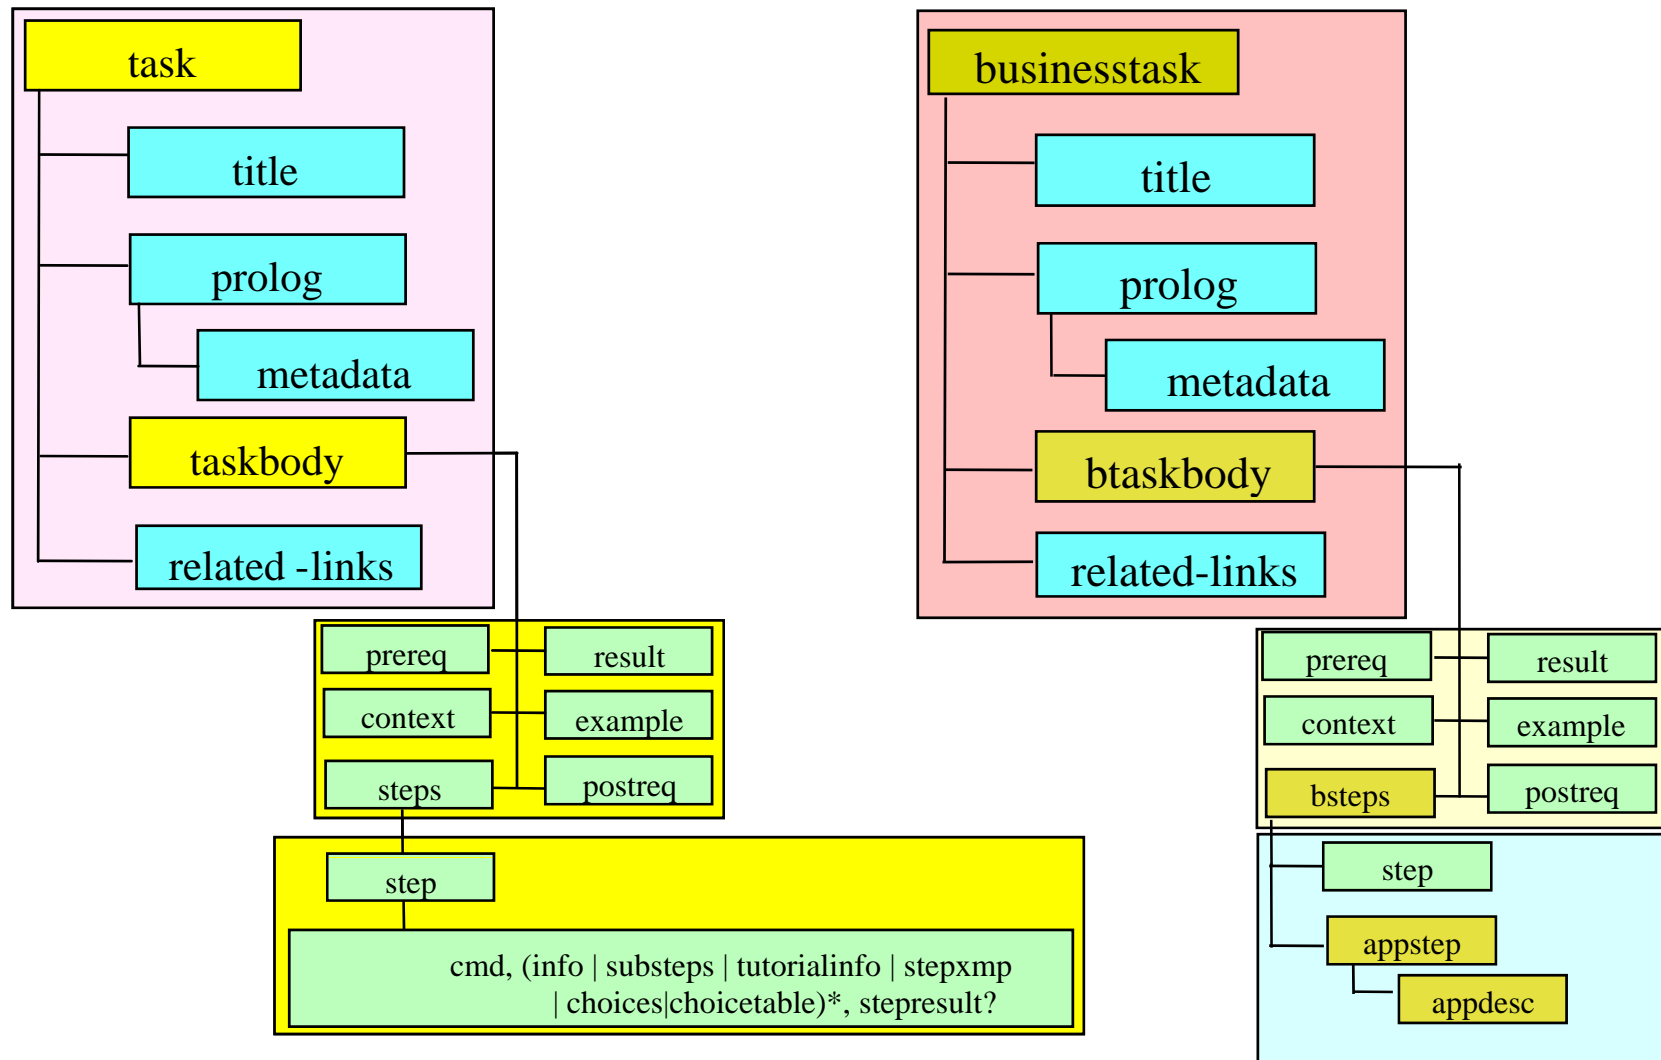 task
title
prolog
metadata
taskbody
related -links
prereq
result
context
example
steps
postreq
step
cmd, (info | substeps | tutorialinfo | stepxmp
| choices|choicetable)*, stepresult?
businesstask
title
prolog
metadata
btaskbody
related-links
prereq
result
context
example
bsteps
postreq
step
appstep
appdesc